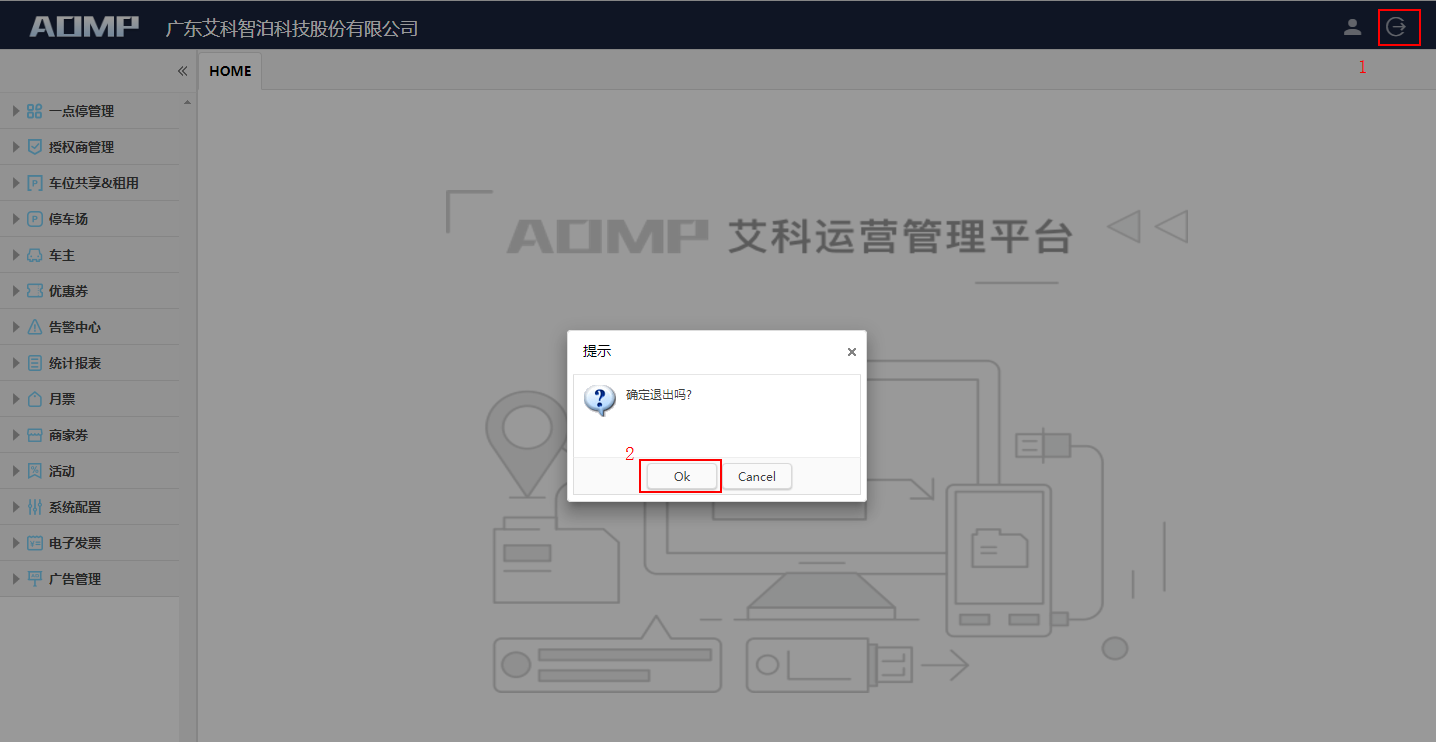 AOMP 广东艾科智泊科技股份有限公司
1
HOME
一点停管理
授权商管理
车位共享&租用
停车场
车主
优惠券
告警中心
统计报表
月票
商家券
活动
系统配置
电子发票
广告管理
AOMP 艾科运营管理平台
提示
确定退出吗?
2
Ok
Cancel